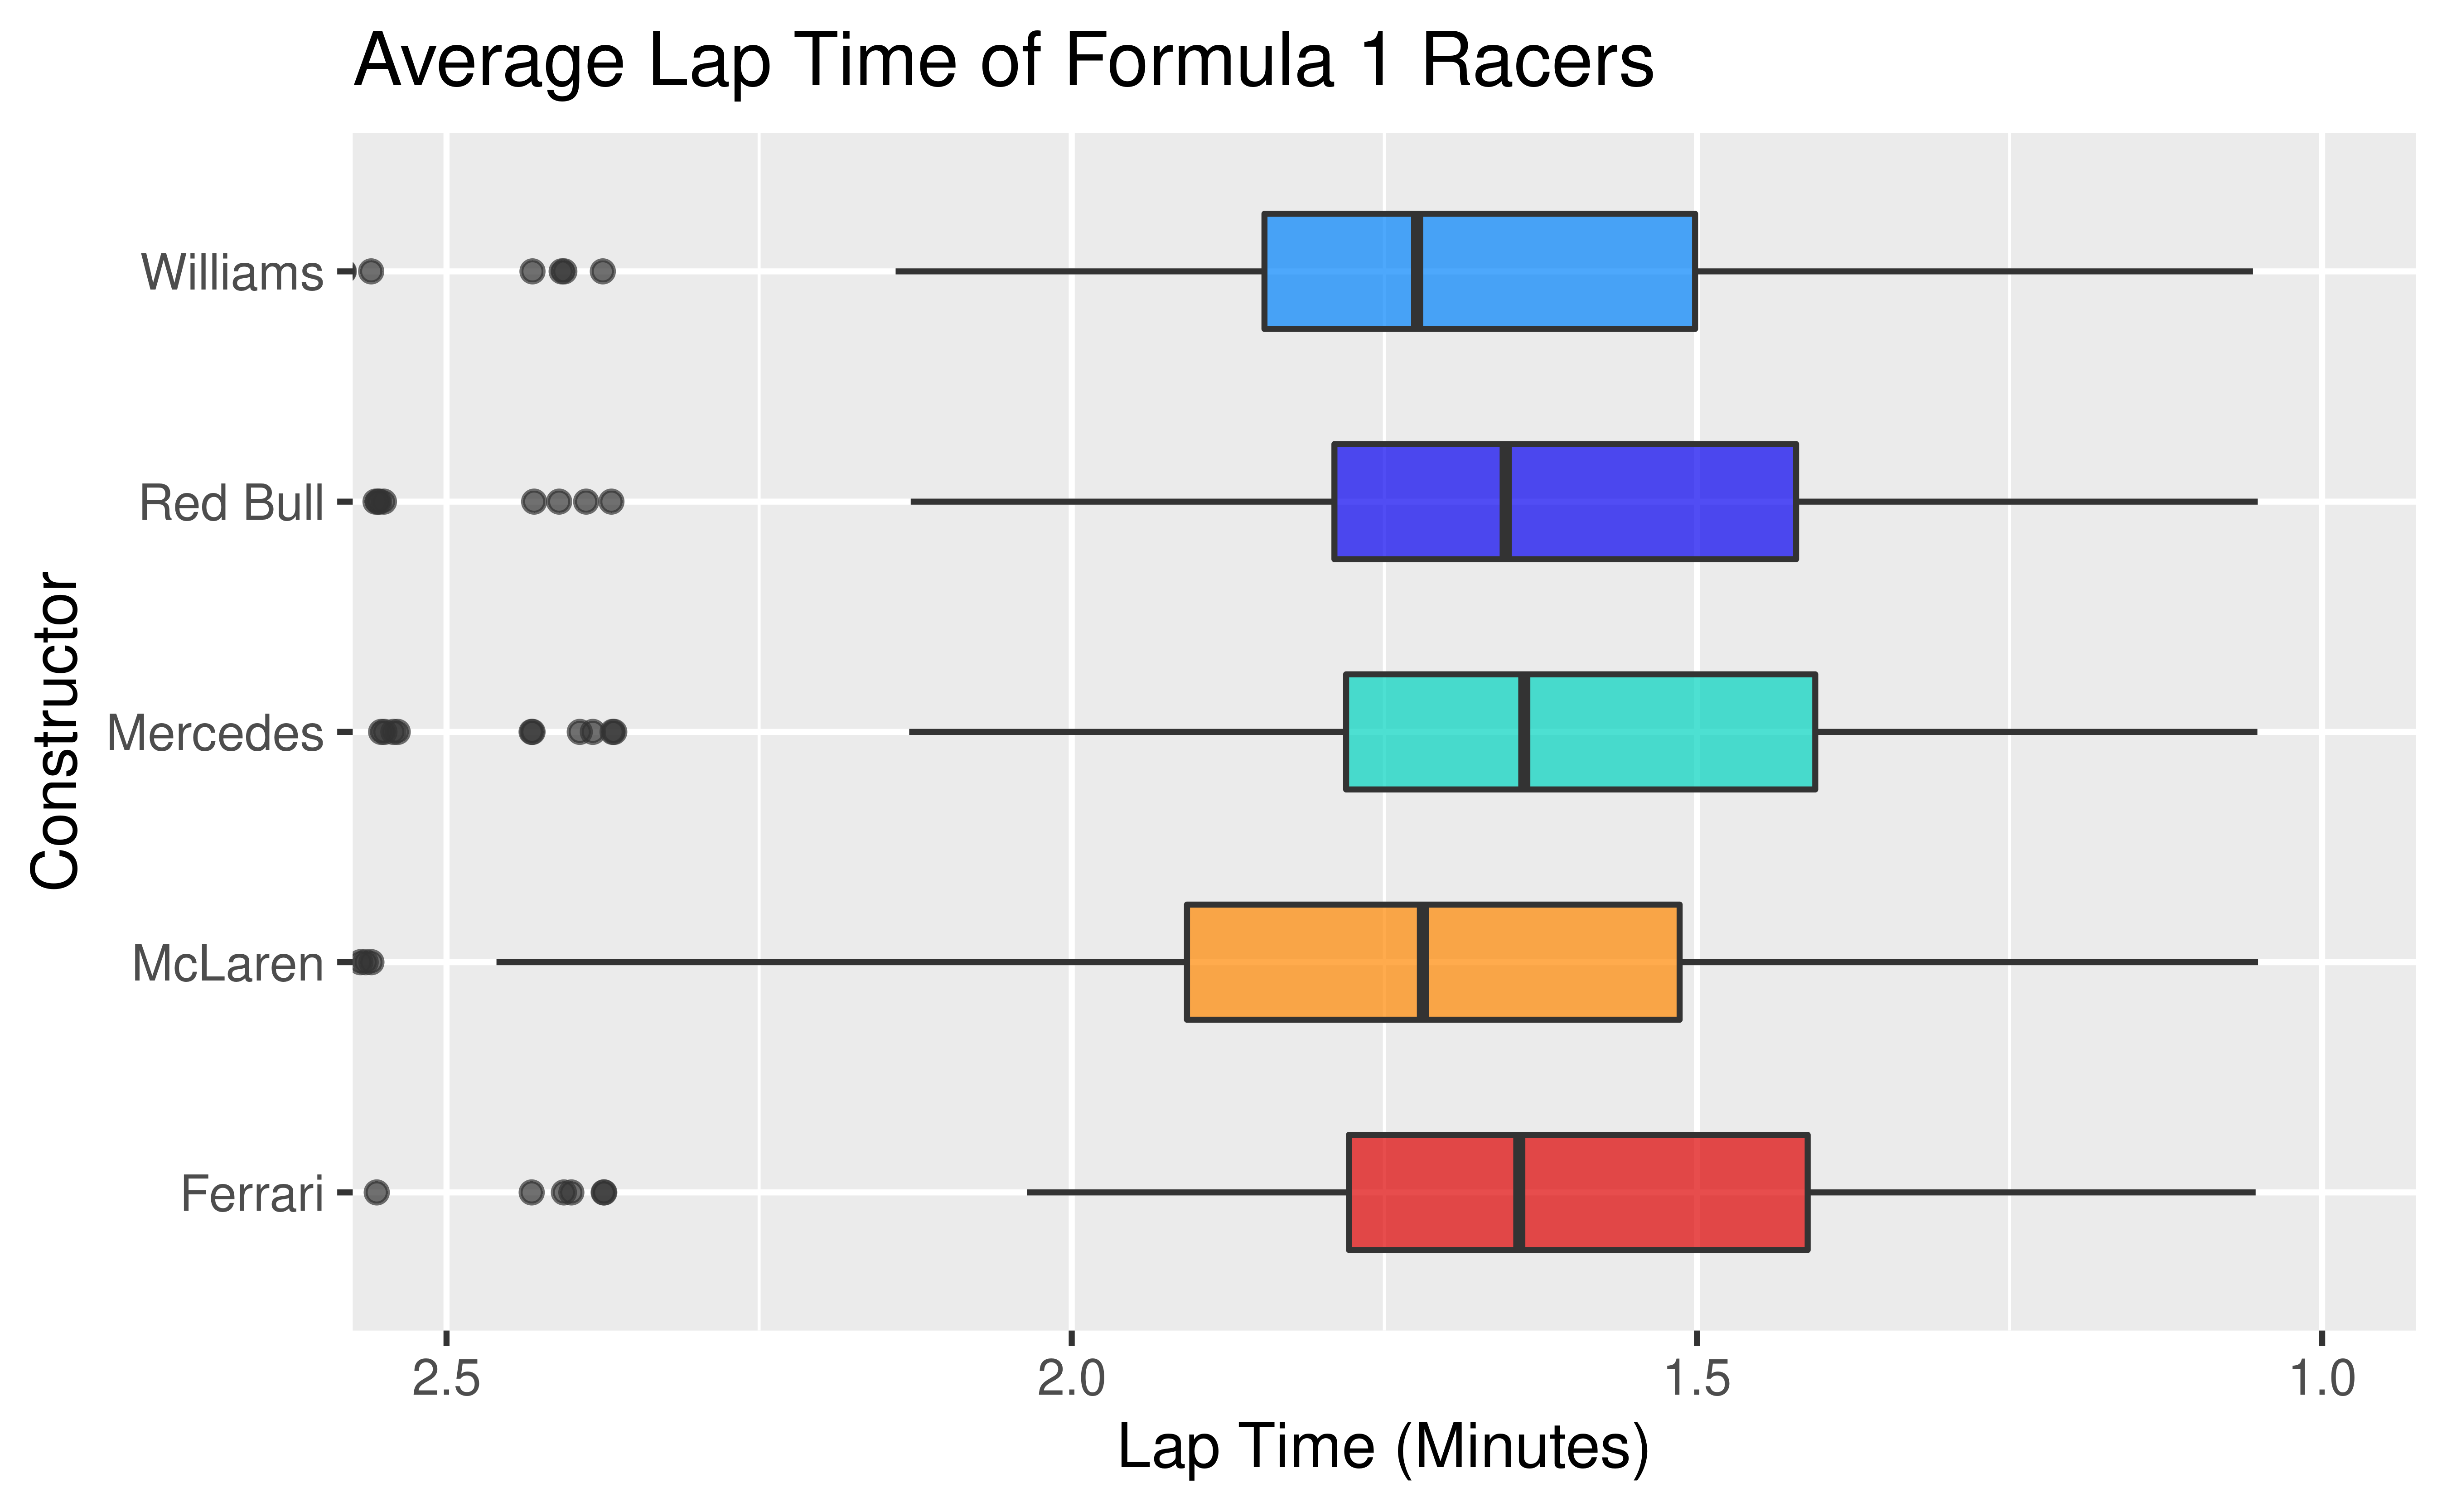 Average Lap Time of Formula 1 Racers
Constructor
Williams
Red Bull
Mercedes
McLaren
Ferrari
2.5 2.0 1.5 1.0
Lap Time (Minutes)